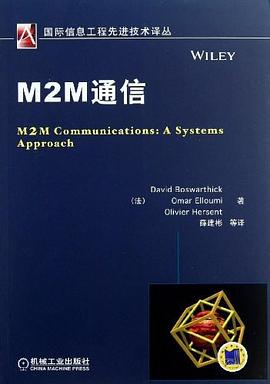 国际信息工程先进技术译丛
WILEY
M2M通信
M2M Communications: A Systems
Approach
David Boswarthick
(法) Omar Elloumi 著
Olivier Hersent
薛建彬 等译
机械工业出版社
CHINA MACHINE PRESS